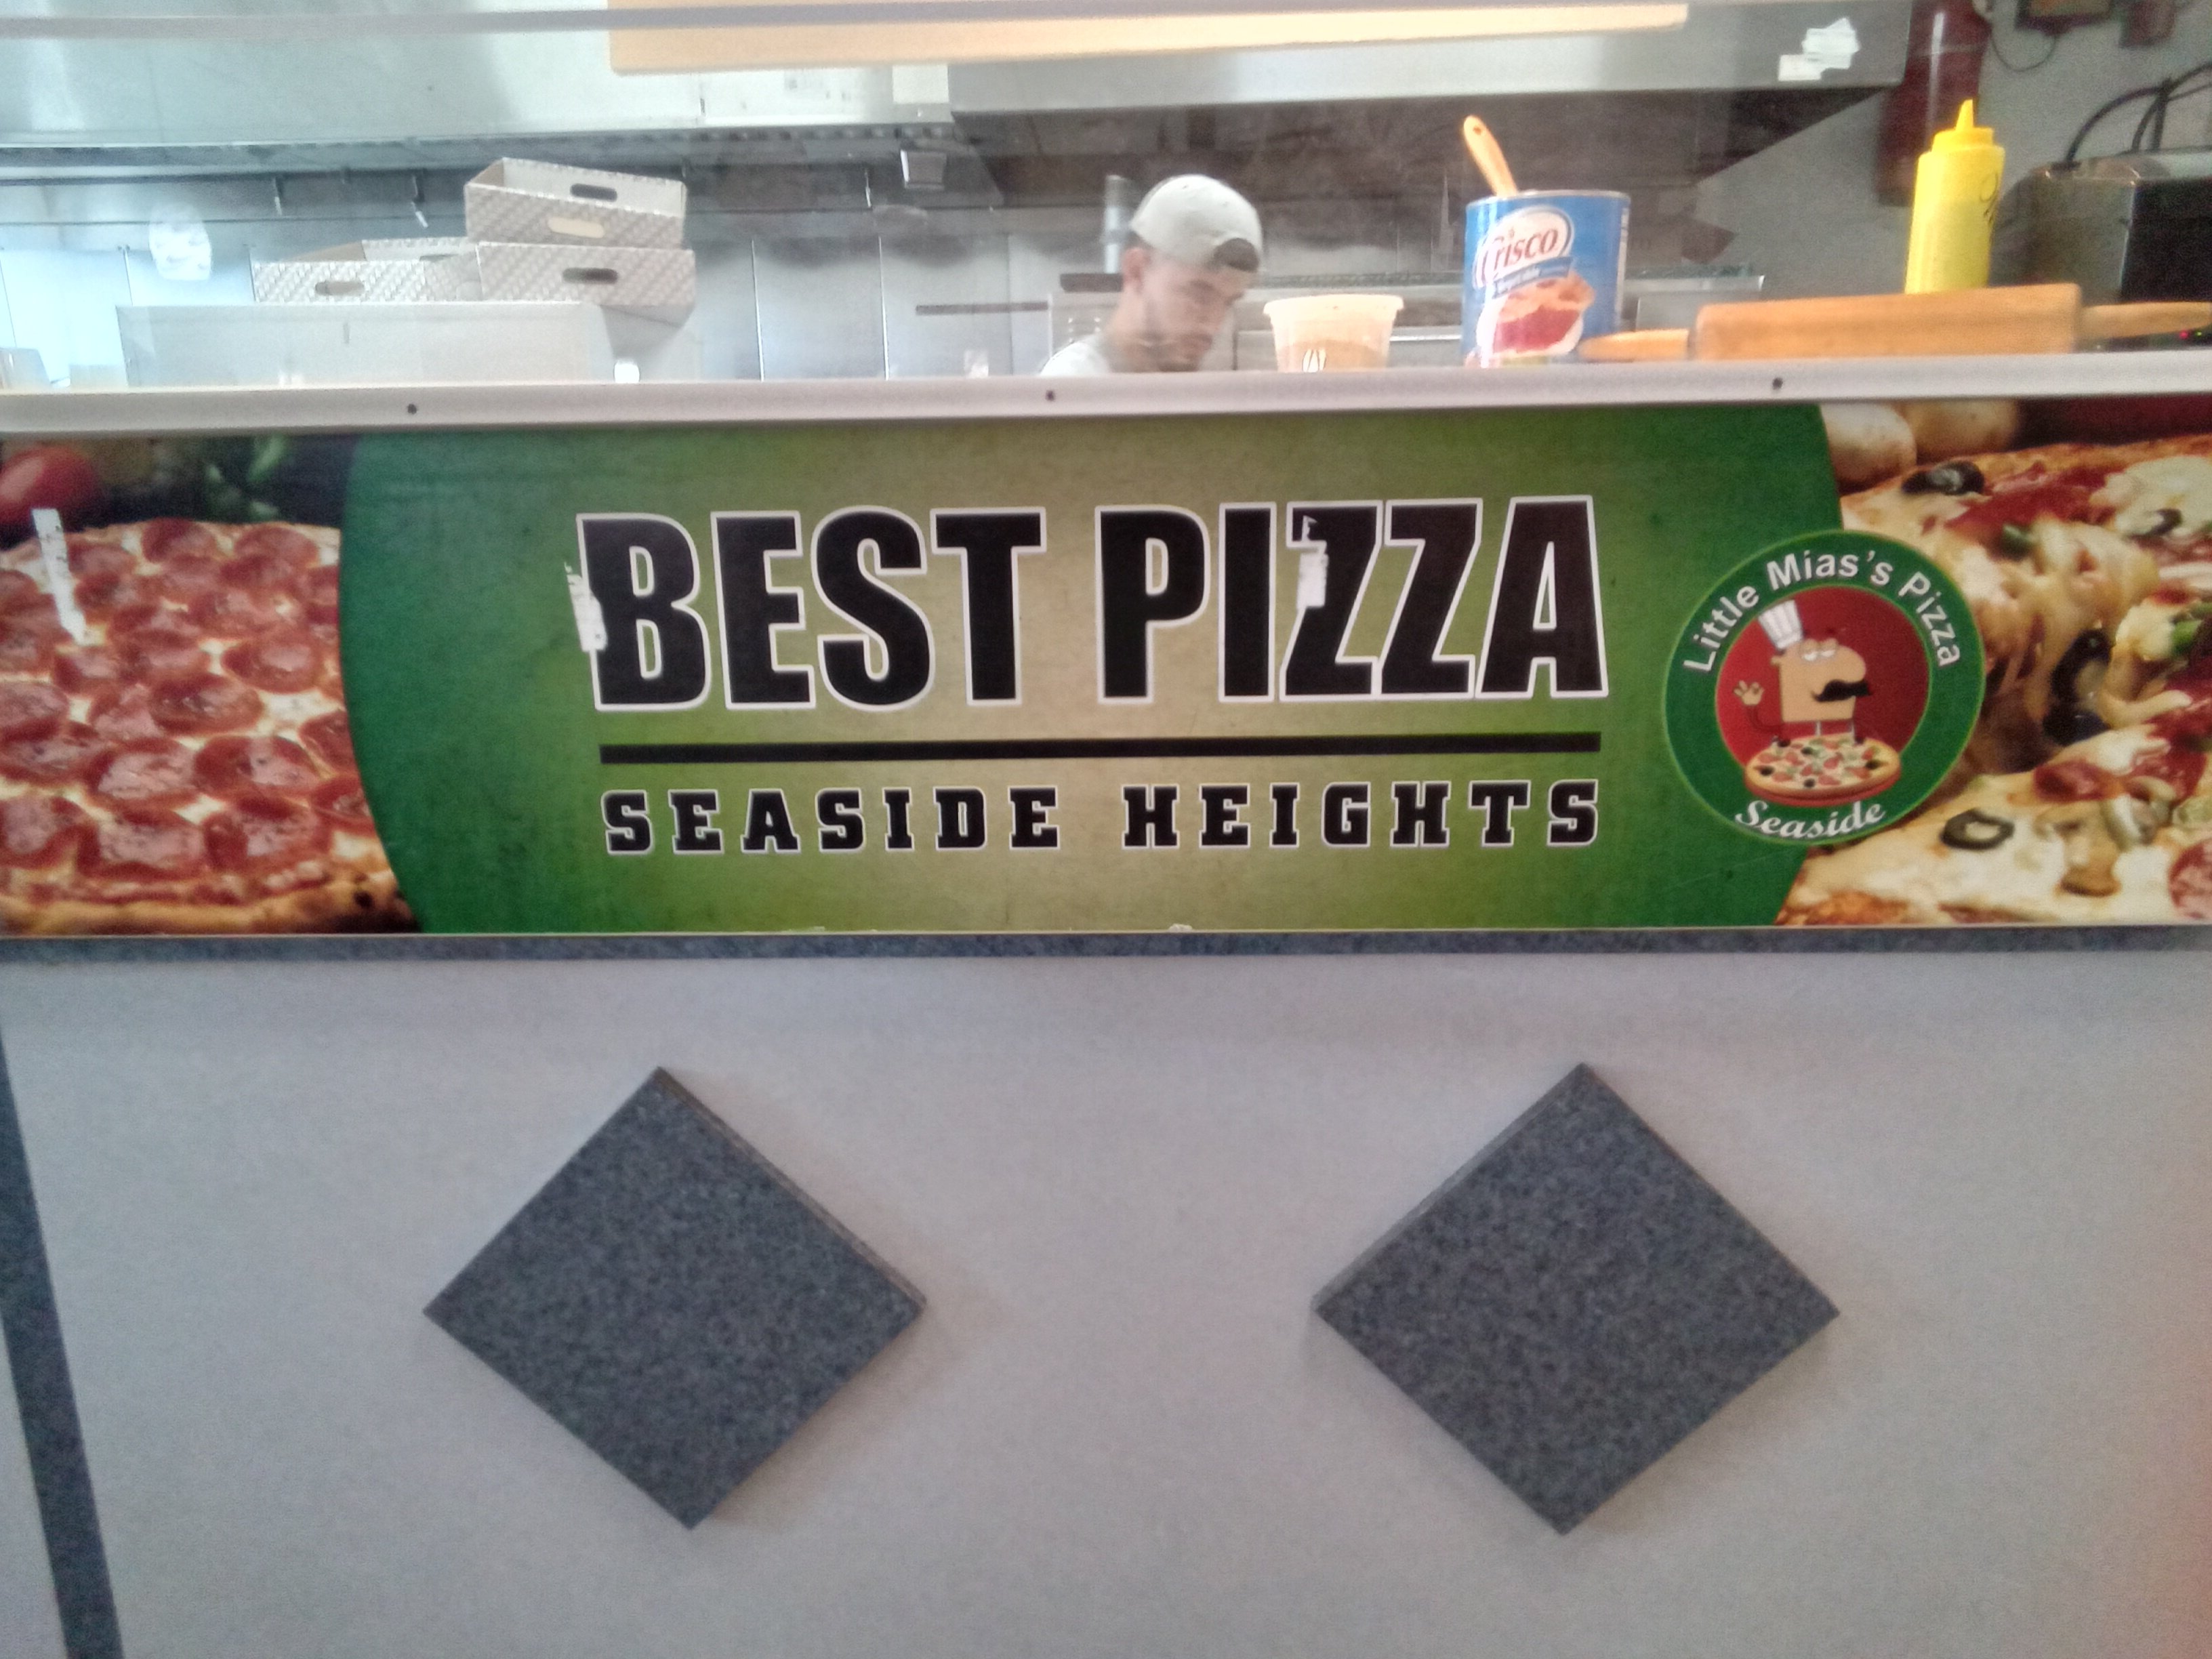 Crisco
BEST PIZZA
SEASIDE HEIGHTS
Little Mias's Pizza
Seaside